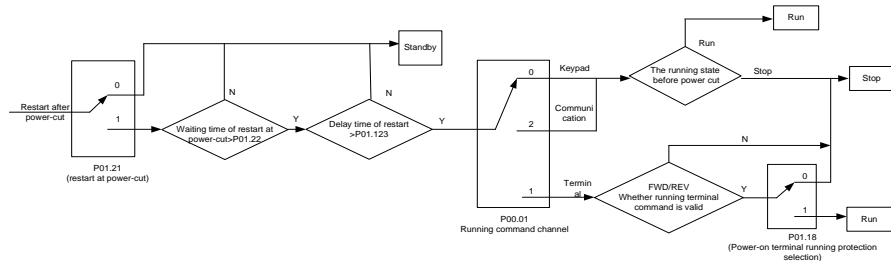 Restart after
power-cut
0
1
P01.21
(restart at power-cut)
N
Waiting time of restart at
power-cut>P01.22
Y
N
Delay time of restart
>P01.123
Y
Standby
0
2
1
P00.01
Running command channel
Keypad
Communi
cation
Termin
al
Run
Run
The running state
before power cut
Stop
Stop
N
FWD/REV
Whether running terminal
command is valid
Y
0
1
P01.18
(Power-on terminal running protection
selection)
Run